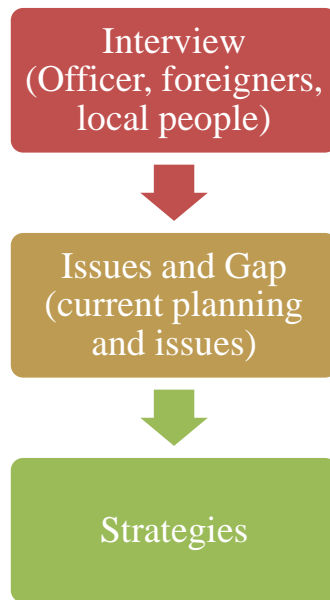 Interview
(Officer, foreigners,
local people)
Issues and Gap
(current planning
and issues)
Strategies